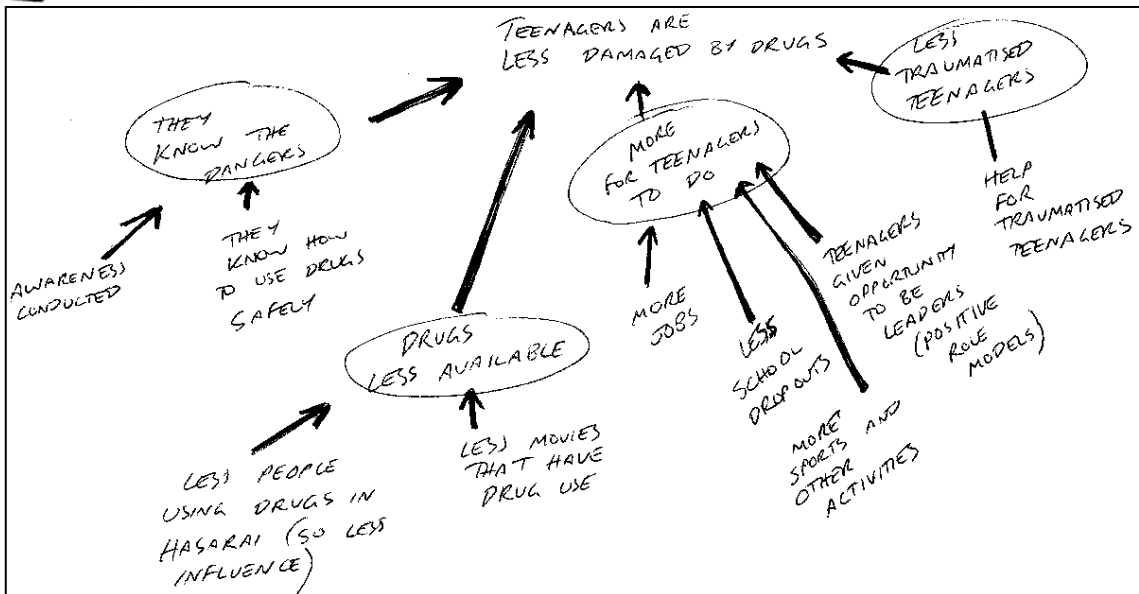 TEENAGERS ARE
LESS DAMAGED BY DRUGS
LESS
TRAUMATISED
TEENAGERS
THEY
KNOW THE
DANGERS
MORE
FOR TEENAGERS
TO DO
AWARENESS
CONDUCTED
THEY
KNOW HOW
TO USE DRUGS
SAFELY
DRUGS
LESS AVAILABLE
MORE
JOBS
LESS
SCHOOL
DROPOUTS
TEENAGERS
GIVEN
OPPORTUNITY
TO BE
LEADERS
(POSITIVE
ROLE
MODELS)
HELP
FOR
TRAUMATISED
TEENAGERS
LESS PEOPLE
USING DRUGS IN
HASARAI (SO LESS
INFLUENCE)
LESS MOVIES
THAT HAVE
DRUG USE
MORE
SPORTS AND
OTHER
ACTIVITIES